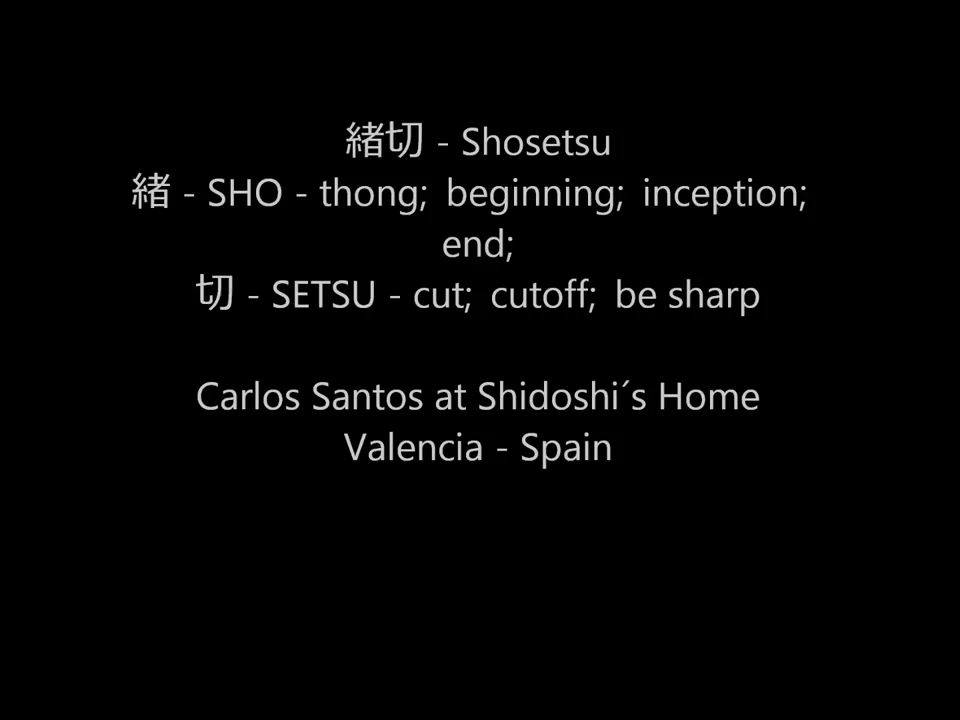 緒切 - Shosetsu
緒 - SHO - thong; beginning; inception;
end;
切 - SETSU - cut; cutoff; be sharp
Carlos Santos at Shidoshi´s Home
Valencia - Spain